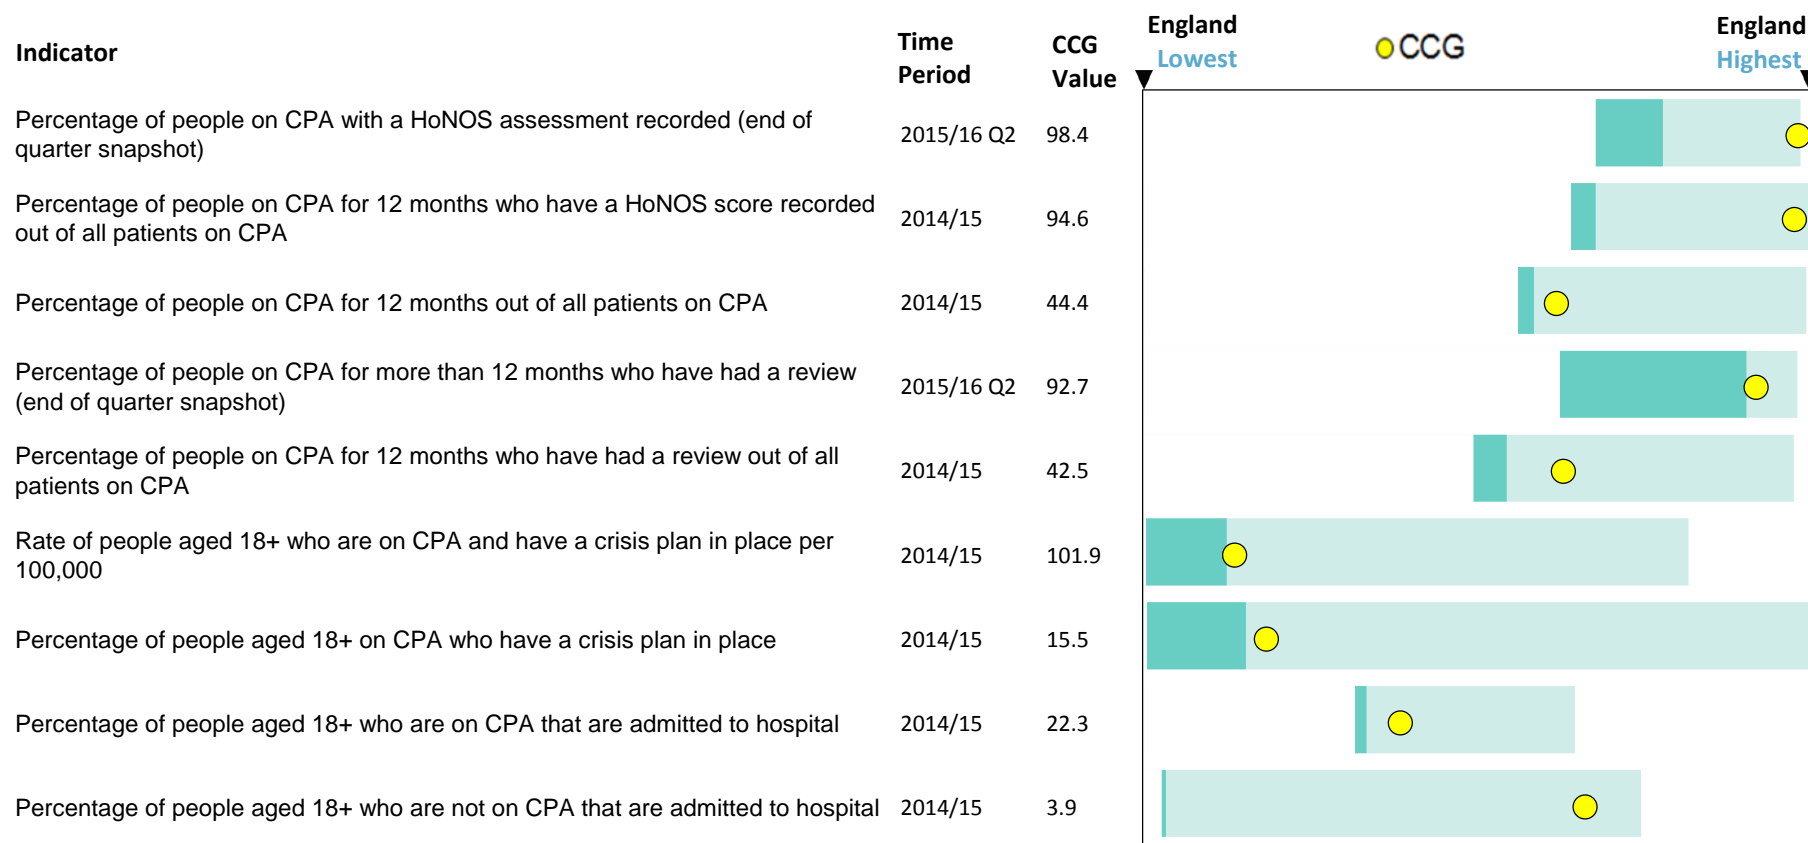 Indicator
Time
Period
CCG
Value
England
Lowest
CCG
England
Highest
Percentage of people on CPA with a HoNOS assessment recorded (end of
quarter snapshot)
2015/16 Q2
98.4
Percentage of people on CPA for 12 months who have a HoNOS score recorded
out of all patients on CPA
2014/15
94.6
Percentage of people on CPA for 12 months out of all patients on CPA
2014/15
44.4
Percentage of people on CPA for more than 12 months who have had a review
(end of quarter snapshot)
2015/16 Q2
92.7
Percentage of people on CPA for 12 months who have had a review out of all
patients on CPA
2014/15
42.5
Rate of people aged 18+ who are on CPA and have a crisis plan in place per
100,000
2014/15
101.9
Percentage of people aged 18+ on CPA who have a crisis plan in place
2014/15
15.5
Percentage of people aged 18+ who are on CPA that are admitted to hospital
2014/15
22.3
Percentage of people aged 18+ who are not on CPA that are admitted to hospital
2014/15
3.9